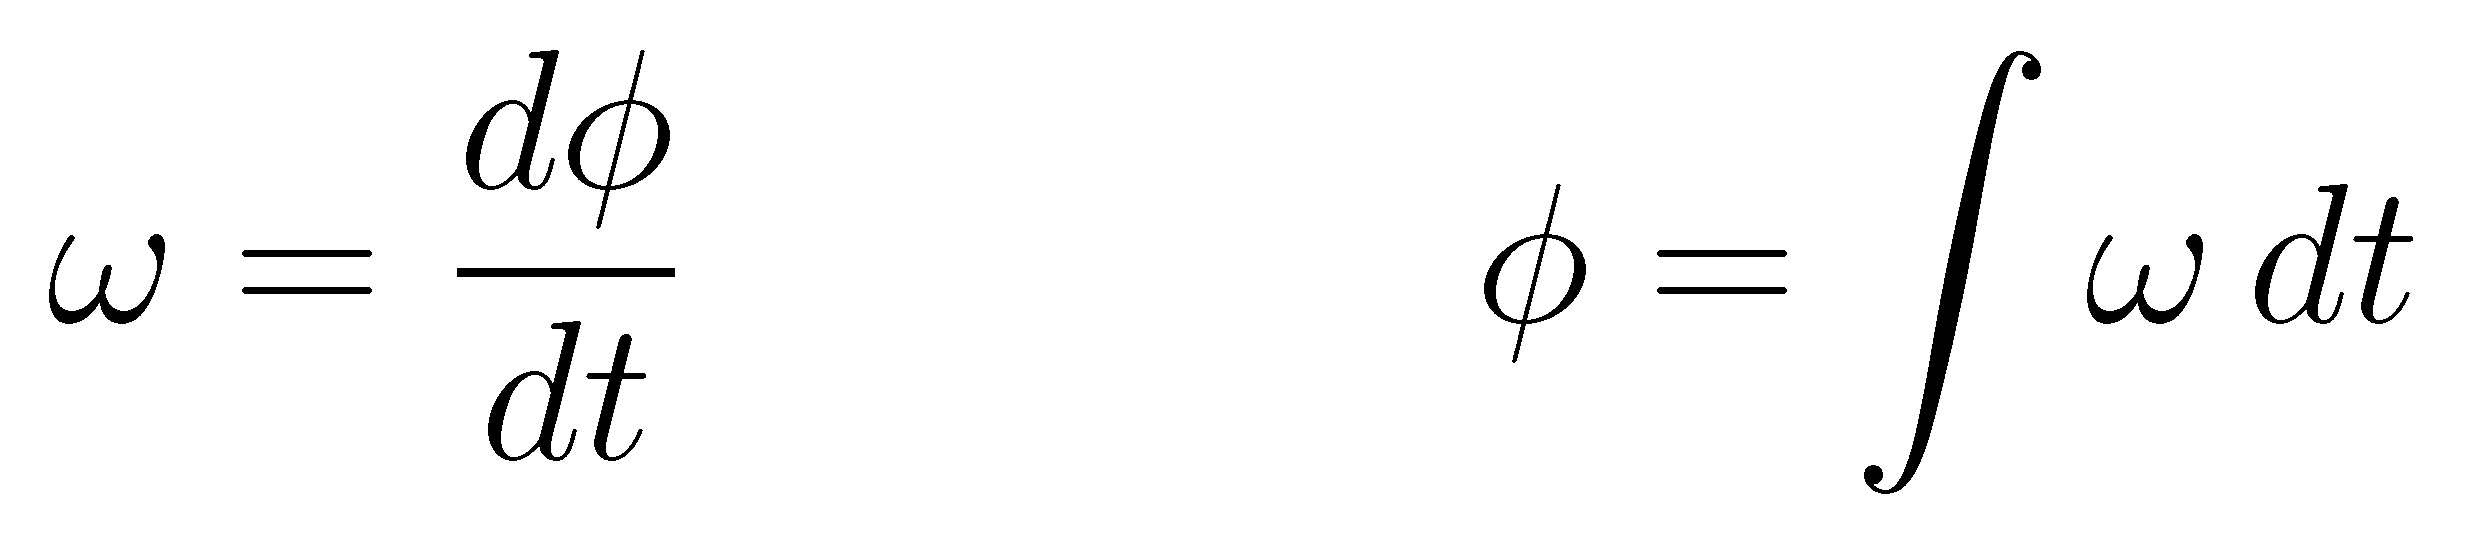 ω = dϕ/dt ϕ = ∫ ω dt